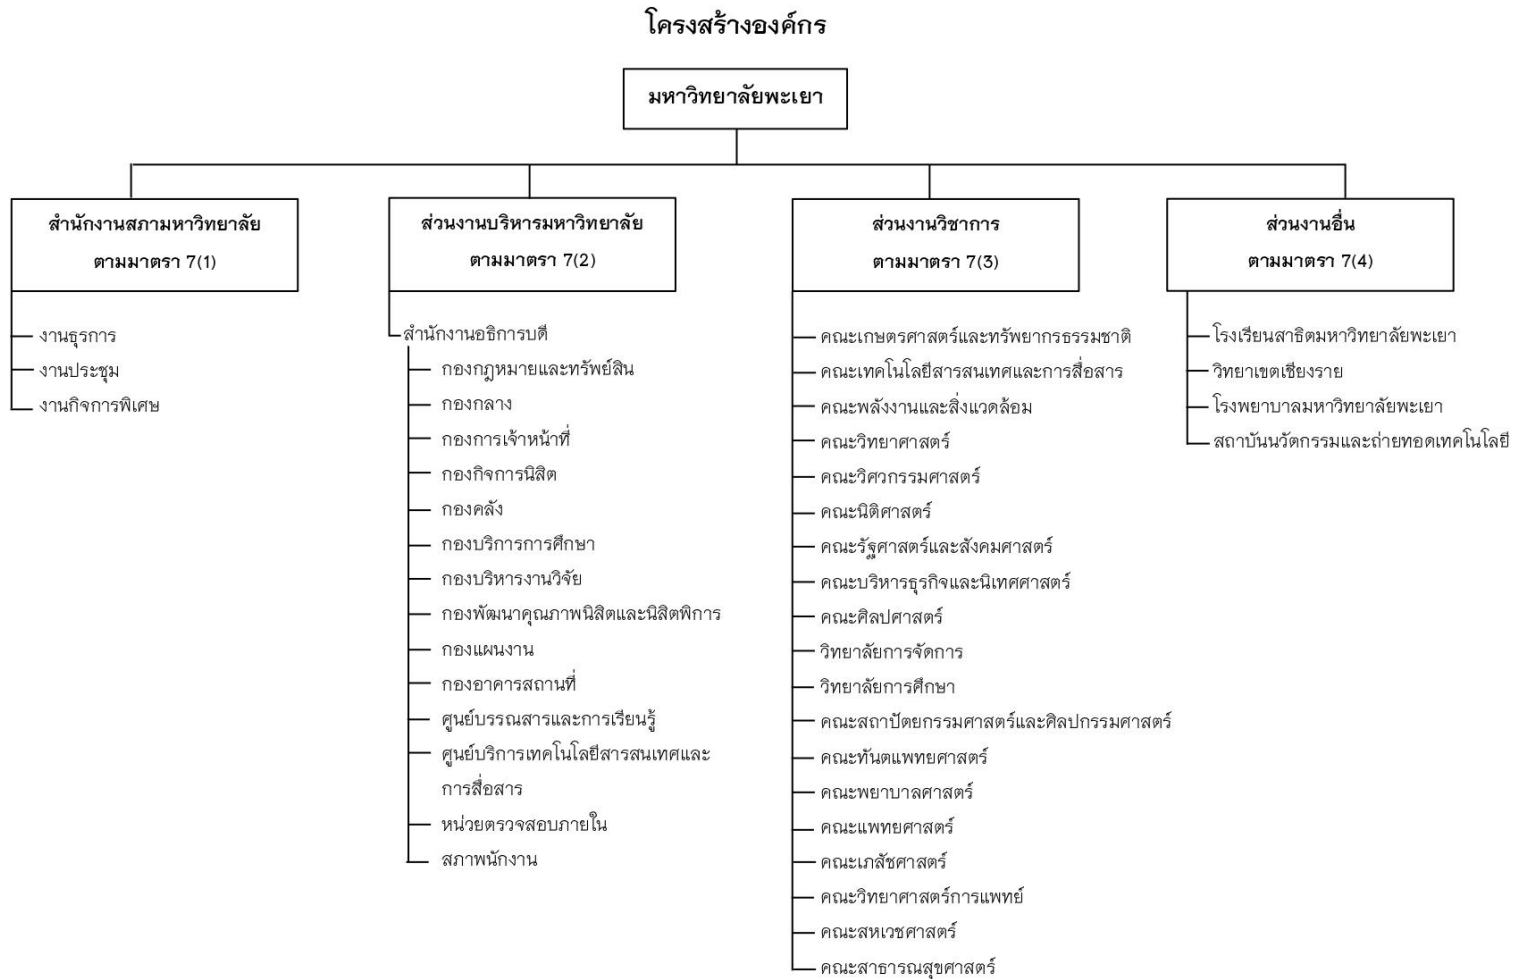 โครงสร้างองค์กร
มหาวิทยาลัยพะเยา
สำนักงานสภามหาวิทยาลัย
ตามมาตรา 7(1)
งานธุรการ
งานประชุม
งานกิจการพิเศษ
ส่วนงานบริหารมหาวิทยาลัย
ตามมาตรา 7(2)
สำนักงานอธิการบดี
กองกฎหมายและทรัพย์สิน
กองกลาง
กองการเจ้าหน้าที่
กองกิจการนิสิต
กองคลัง
กองบริการการศึกษา
กองบริหารงานวิจัย
กองพัฒนาคุณภาพนิสิตและนิสิตพิการ
กองแผนงาน
กองอาคารสถานที่
ศูนย์บรรณสารและการเรียนรู้
ศูนย์บริการเทคโนโลยีสารสนเทศและ
การสื่อสาร
หน่วยตรวจสอบภายใน
สภาพนักงาน
ส่วนงานวิชาการ
ตามมาตรา 7(3)
คณะเกษตรศาสตร์และทรัพยากรธรรมชาติ
คณะเทคโนโลยีสารสนเทศและการสื่อสาร
คณะพลังงานและสิ่งแวดล้อม
คณะวิทยาศาสตร์
คณะวิศวกรรมศาสตร์
คณะนิติศาสตร์
คณะรัฐศาสตร์และสังคมศาสตร์
คณะบริหารธุรกิจและนิเทศศาสตร์
คณะศิลปศาสตร์
วิทยาลัยการจัดการ
วิทยาลัยการศึกษา
คณะสถาปัตยกรรมศาสตร์และศิลปกรรมศาสตร์
คณะทันตแพทยศาสตร์
คณะพยาบาลศาสตร์
คณะแพทยศาสตร์
คณะเภสัชศาสตร์
คณะวิทยาศาสตร์การแพทย์
คณะสหเวชศาสตร์
คณะสาธารณสุขศาสตร์
ส่วนงานอื่น
ตามมาตรา 7(4)
โรงเรียนสาธิตมหาวิทยาลัยพะเยา
วิทยาเขตเชียงราย
โรงพยาบาลมหาวิทยาลัยพะเยา
สถาบันนวัตกรรมและถ่ายทอดเทคโนโลยี